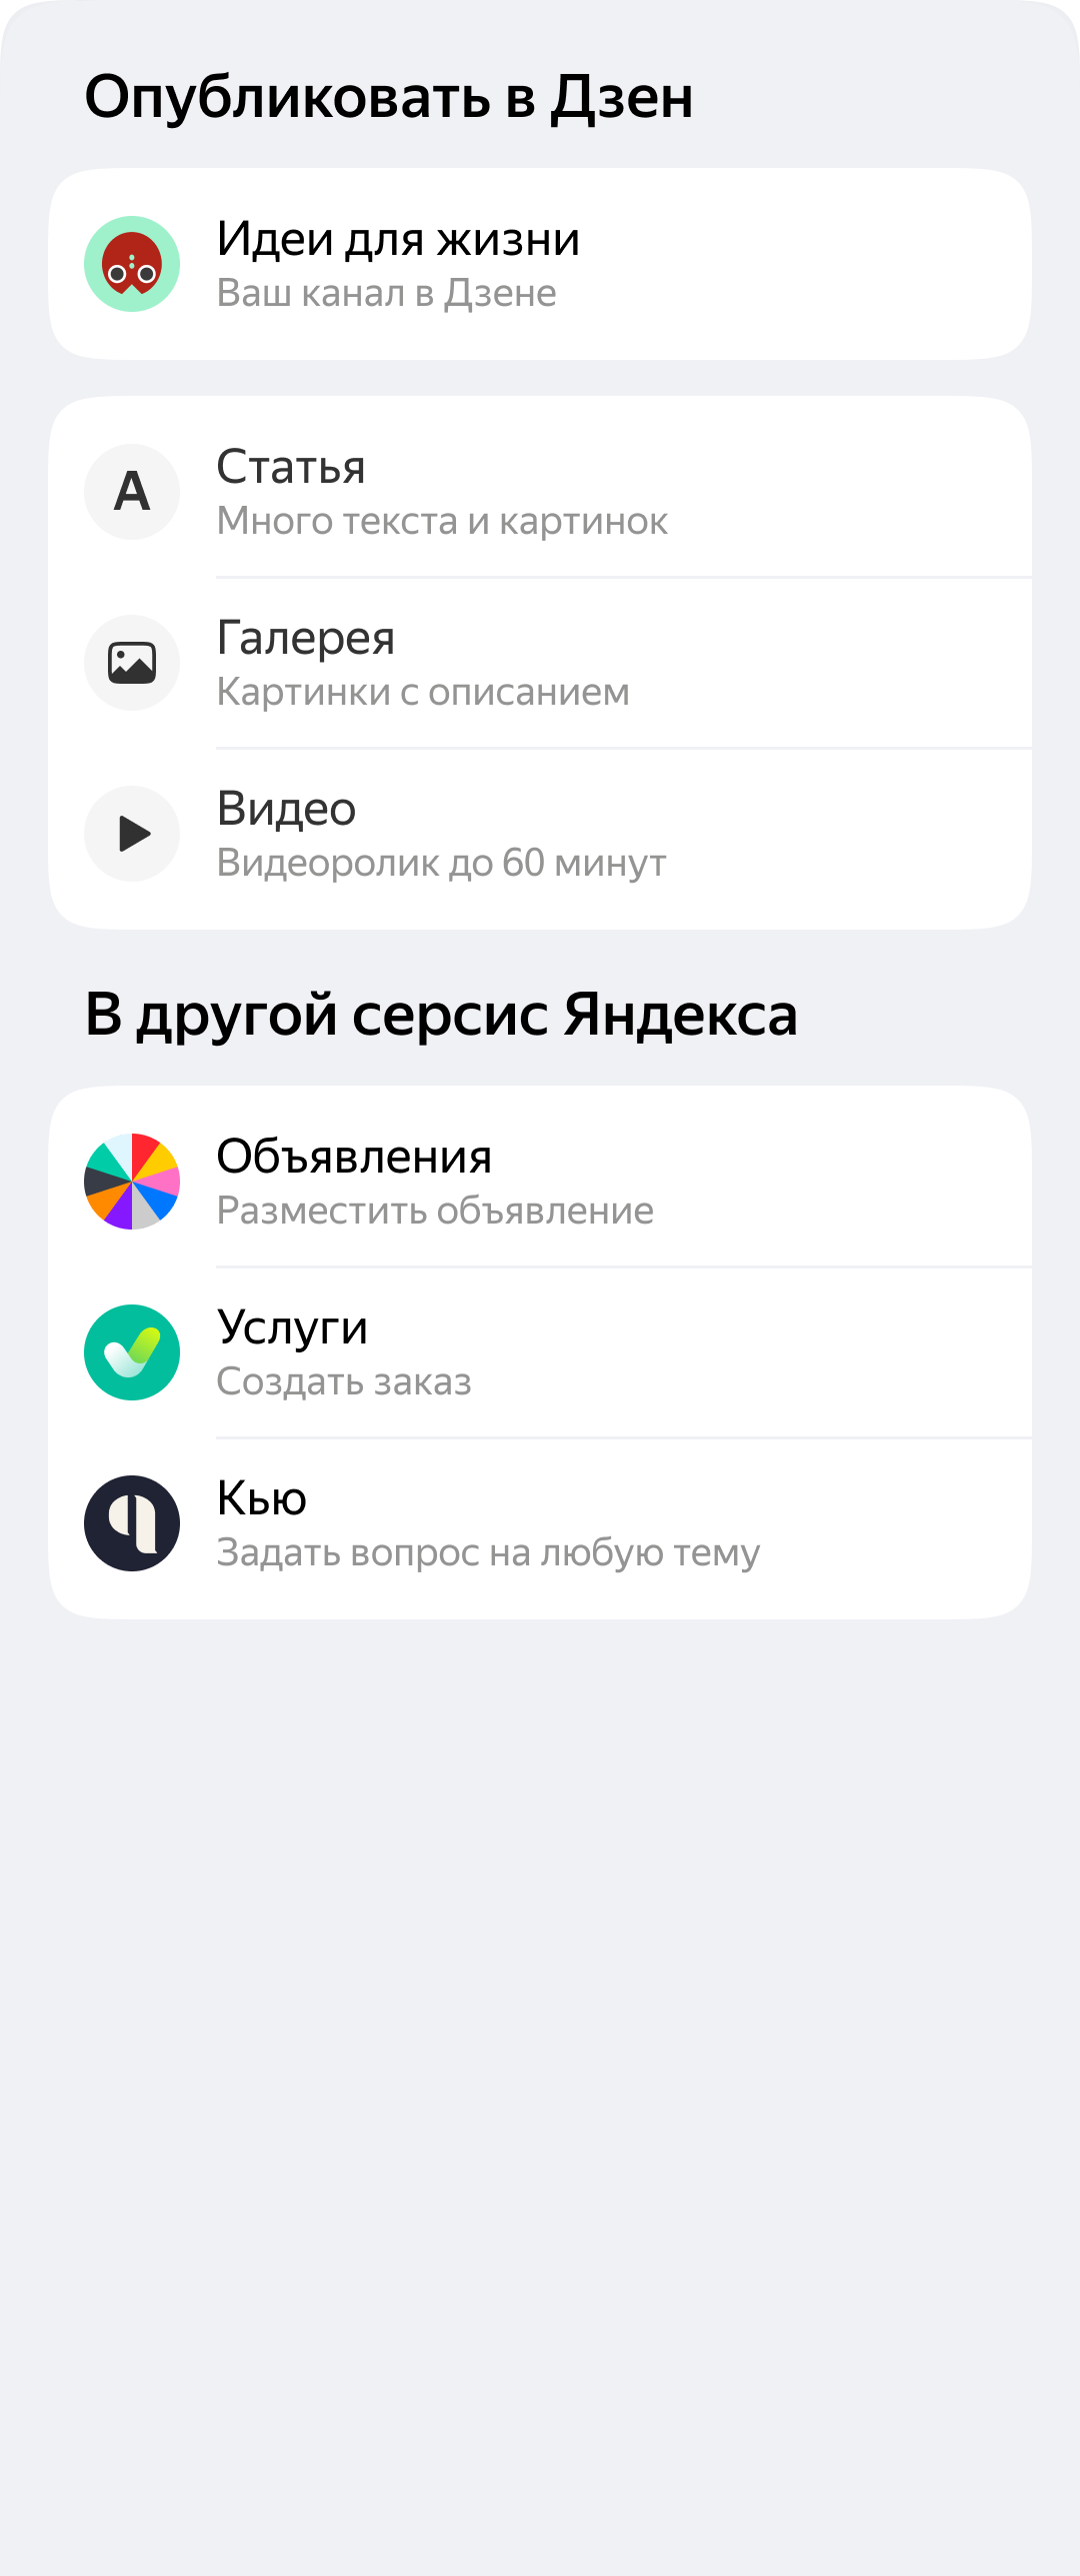 Опубликовать в Дзен
Идеи для жизни
Ваш канал в Дзене
A
Статья
Много текста и картинок
Галерея
Картинки с описанием
Видео
Видеоролик до 60 минут
В другой серсис Яндекса
Объявления
Разместить объявление
Услуги
Создать заказ
q
Кью
Задать вопрос на любую тему